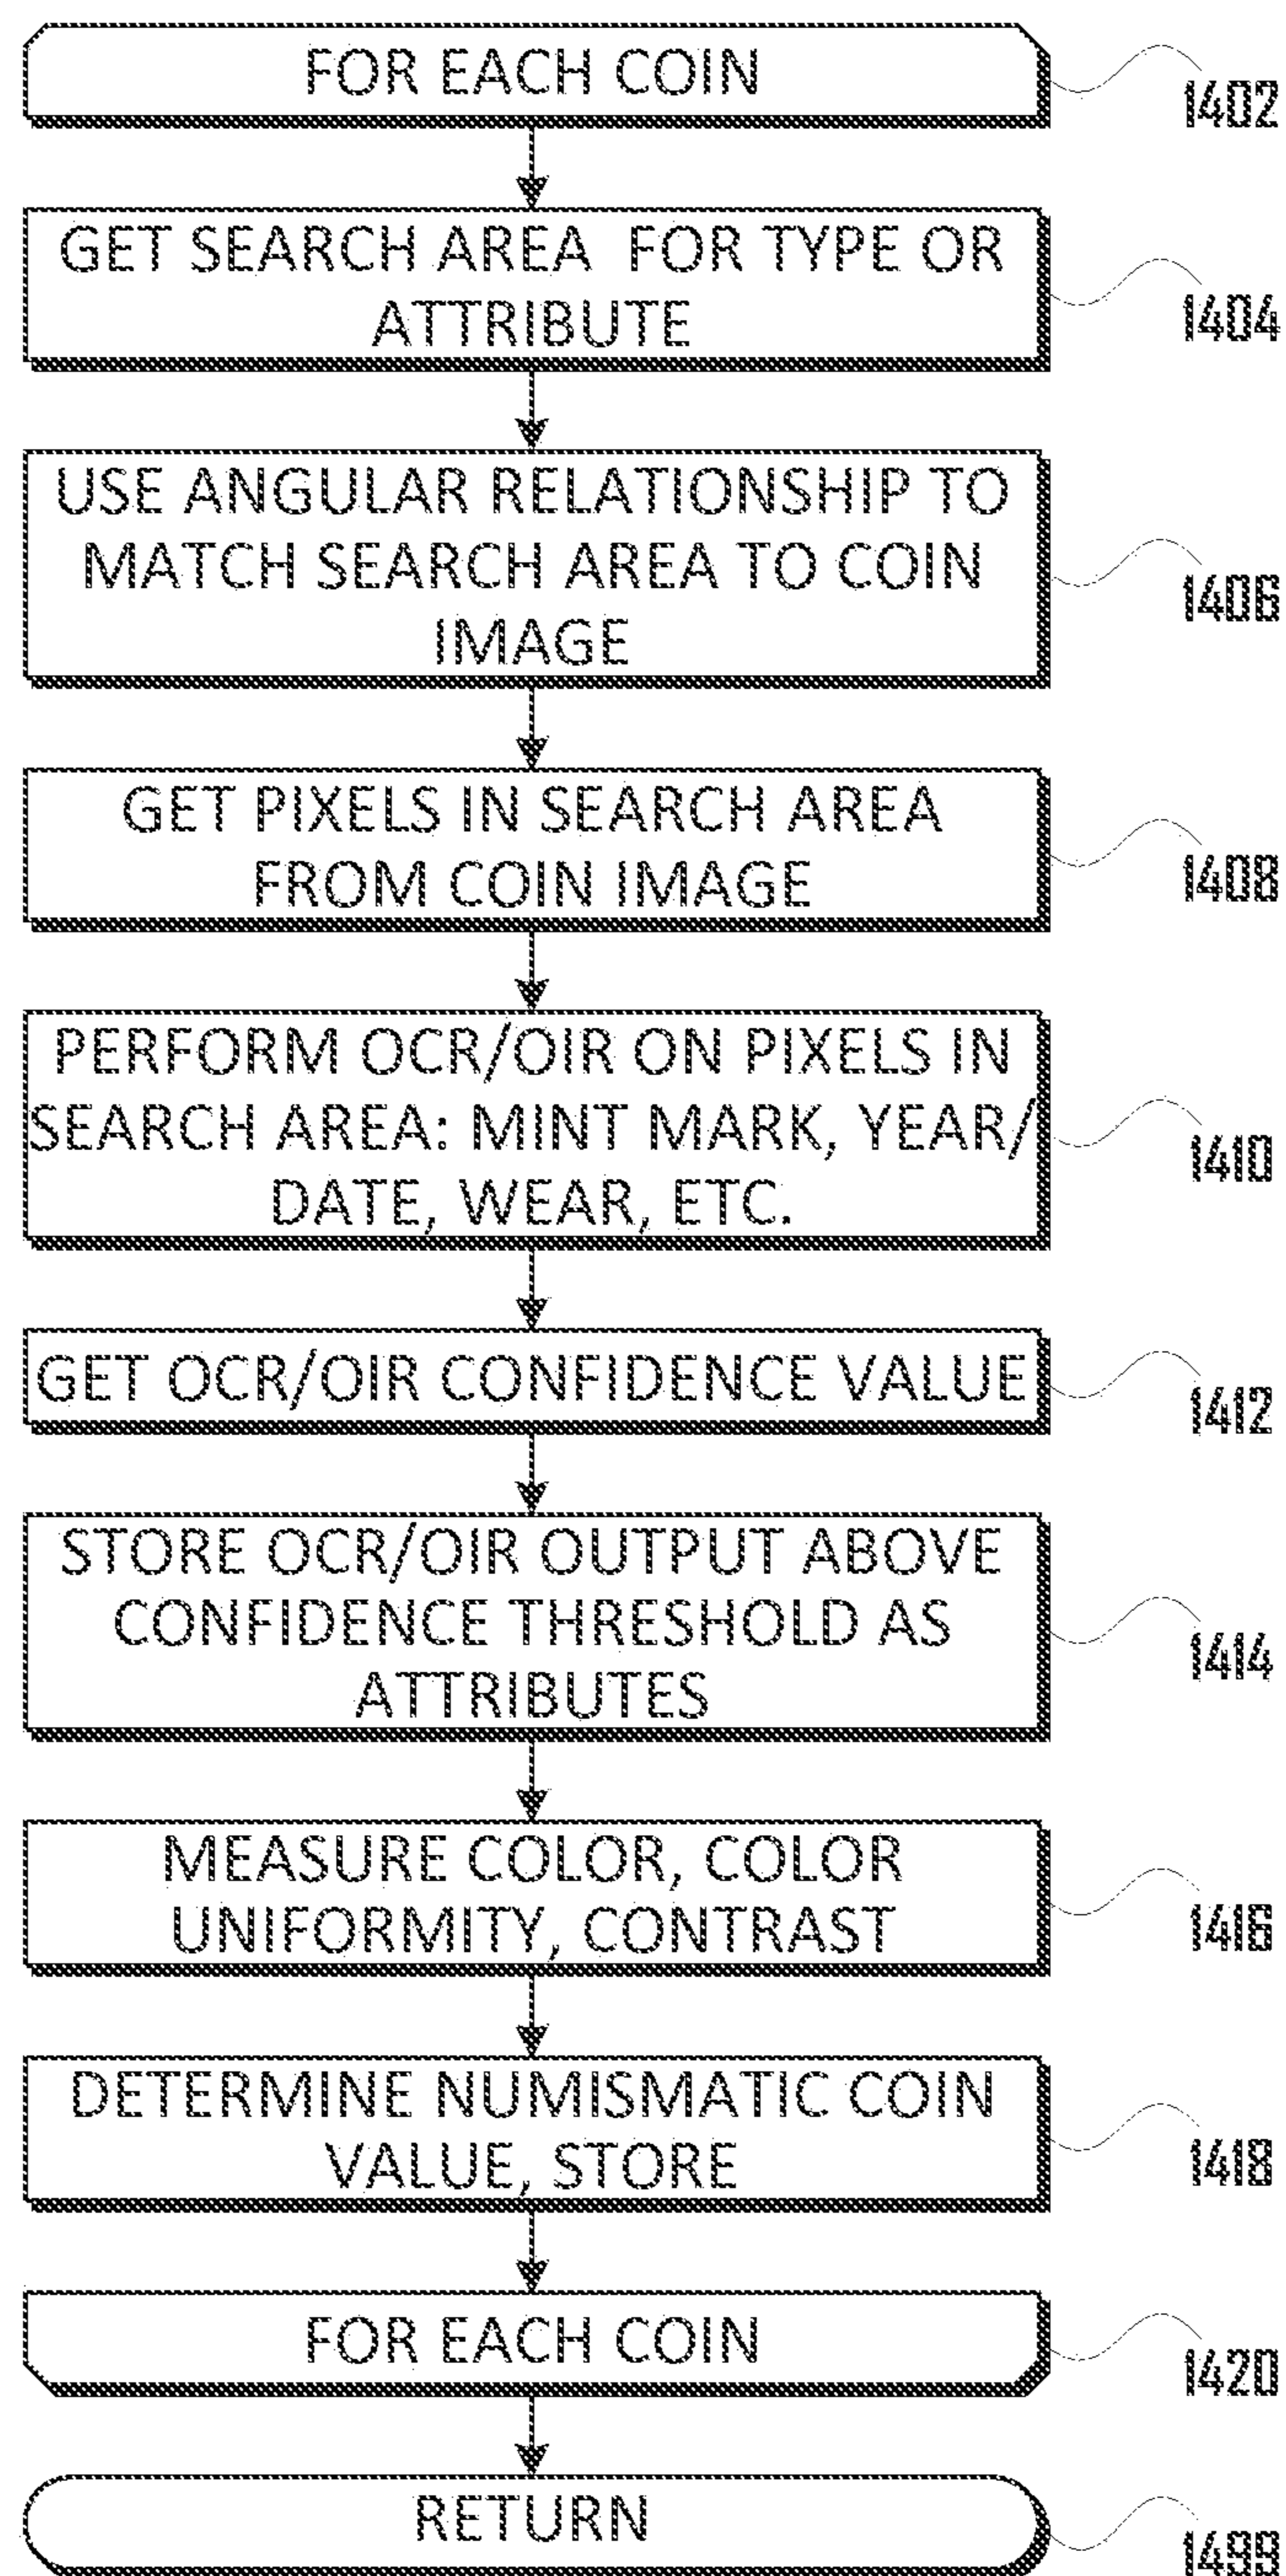 FOR EACH COIN
1402
GET SEARCH AREA FOR TYPE OR
ATTRIBUTE
1404
USE ANGULAR RELATIONSHIP TO
MATCH SEARCH AREA TO COIN
IMAGE
1406
GET PIXELS IN SEARCH AREA
FROM COIN IMAGE
1408
PERFORM OCR/OIR ON PIXELS IN
SEARCH AREA: MINT MARK, YEAR/
DATE, WEAR, ETC.
1410
GET OCR/OIR CONFIDENCE VALUE
1412
STORE OCR/OIR OUTPUT ABOVE
CONFIDENCE THRESHOLD AS
ATTRIBUTES
1414
MEASURE COLOR, COLOR
UNIFORMITY, CONTRAST
1416
DETERMINE NUMISMATIC COIN
VALUE, STORE
1418
FOR EACH COIN
1420
RETURN
1499